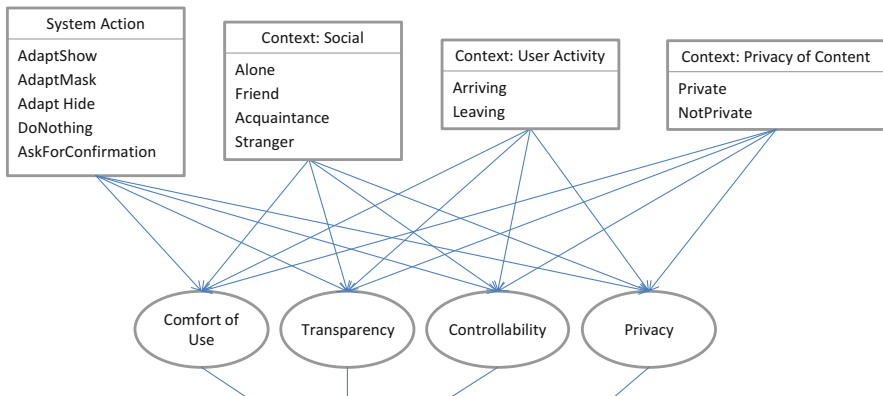 System Action
AdaptShow
AdaptMask
Adapt Hide
DoNothing
AskForConfirmation
Context: Social
Alone
Friend
Acquaintance
Stranger
Context: User Activity
Arriving
Leaving
Context: Privacy of Content
Private
NotPrivate
Comfort of
Use
Transparency
Controllability
Privacy